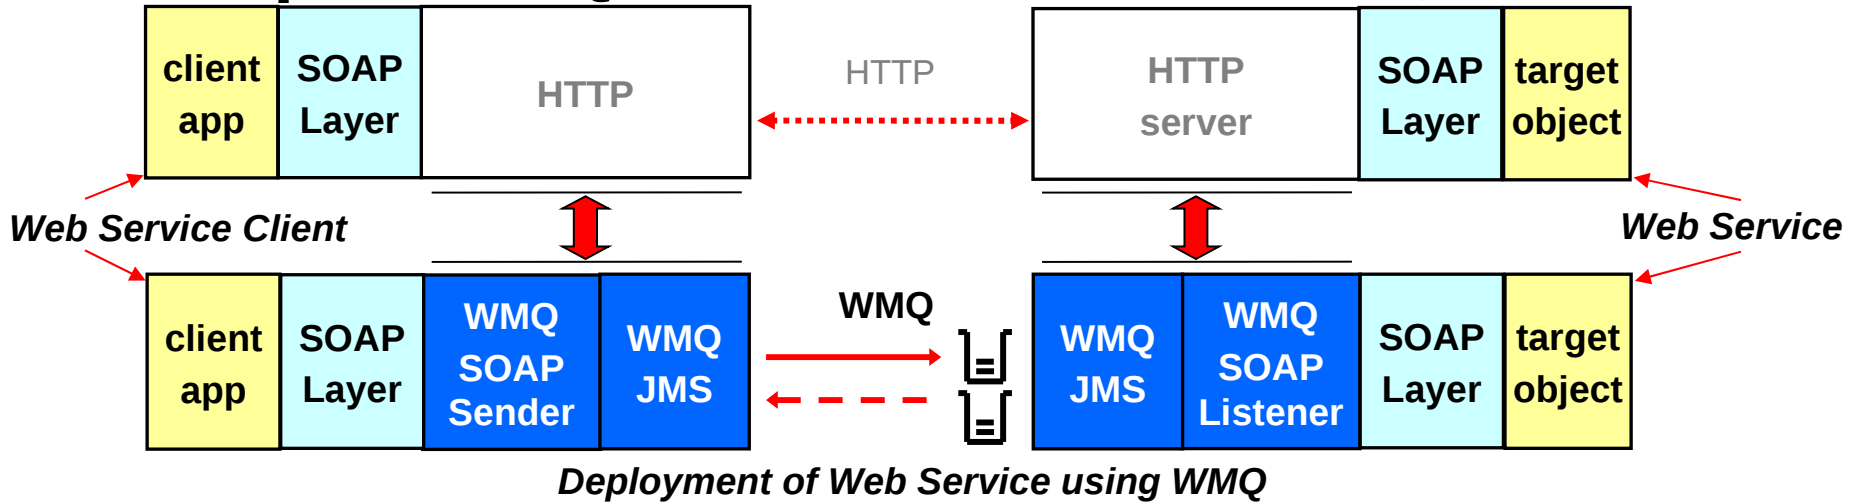 client
app
SOAP
Layer
HTTP
HTTP
HTTP
server
SOAP
Layer
target
object
Web Service Client
Web Service
client
app
SOAP
Layer
WMQ
SOAP
Sender
WMQ
JMS
WMQ
WMQ
JMS
WMQ
SOAP
Listener
SOAP
Layer
target
object
Deployment of Web Service using WMQ